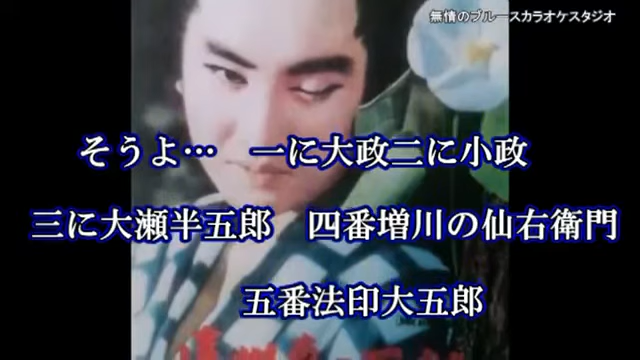 無情のブルースカラオケスタジオ
そうよ… 一に大政二に小政
三に大瀬半五郎 四番増川の仙右衛門
五番法印大五郎